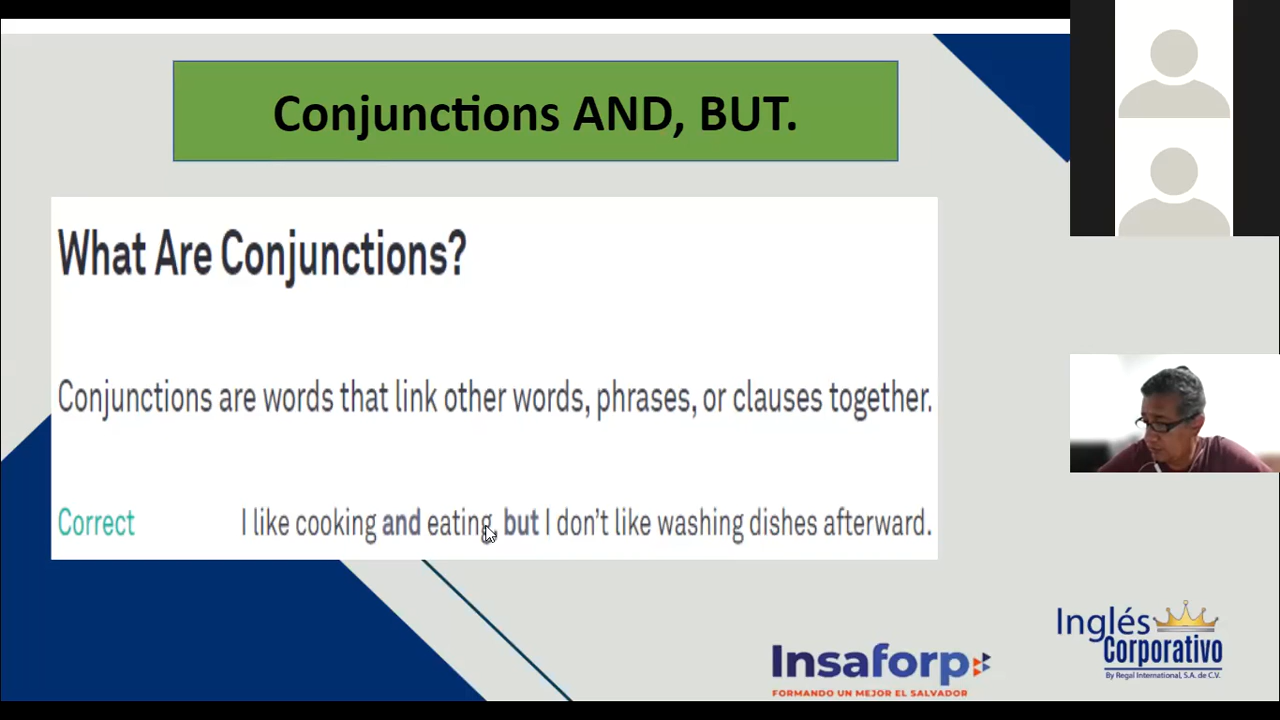 Conjunctions AND, BUT.
What Are Conjunctions?
Conjunctions are words that link other words, phrases, or clauses together.
Correct I like cooking and eating, but I don't like washing dishes afterward.
Insaforp
FORMANDO UN MEJOR EL SALVADOR
Inglés
Corporativo
By Regal International, S.A. de C.V.